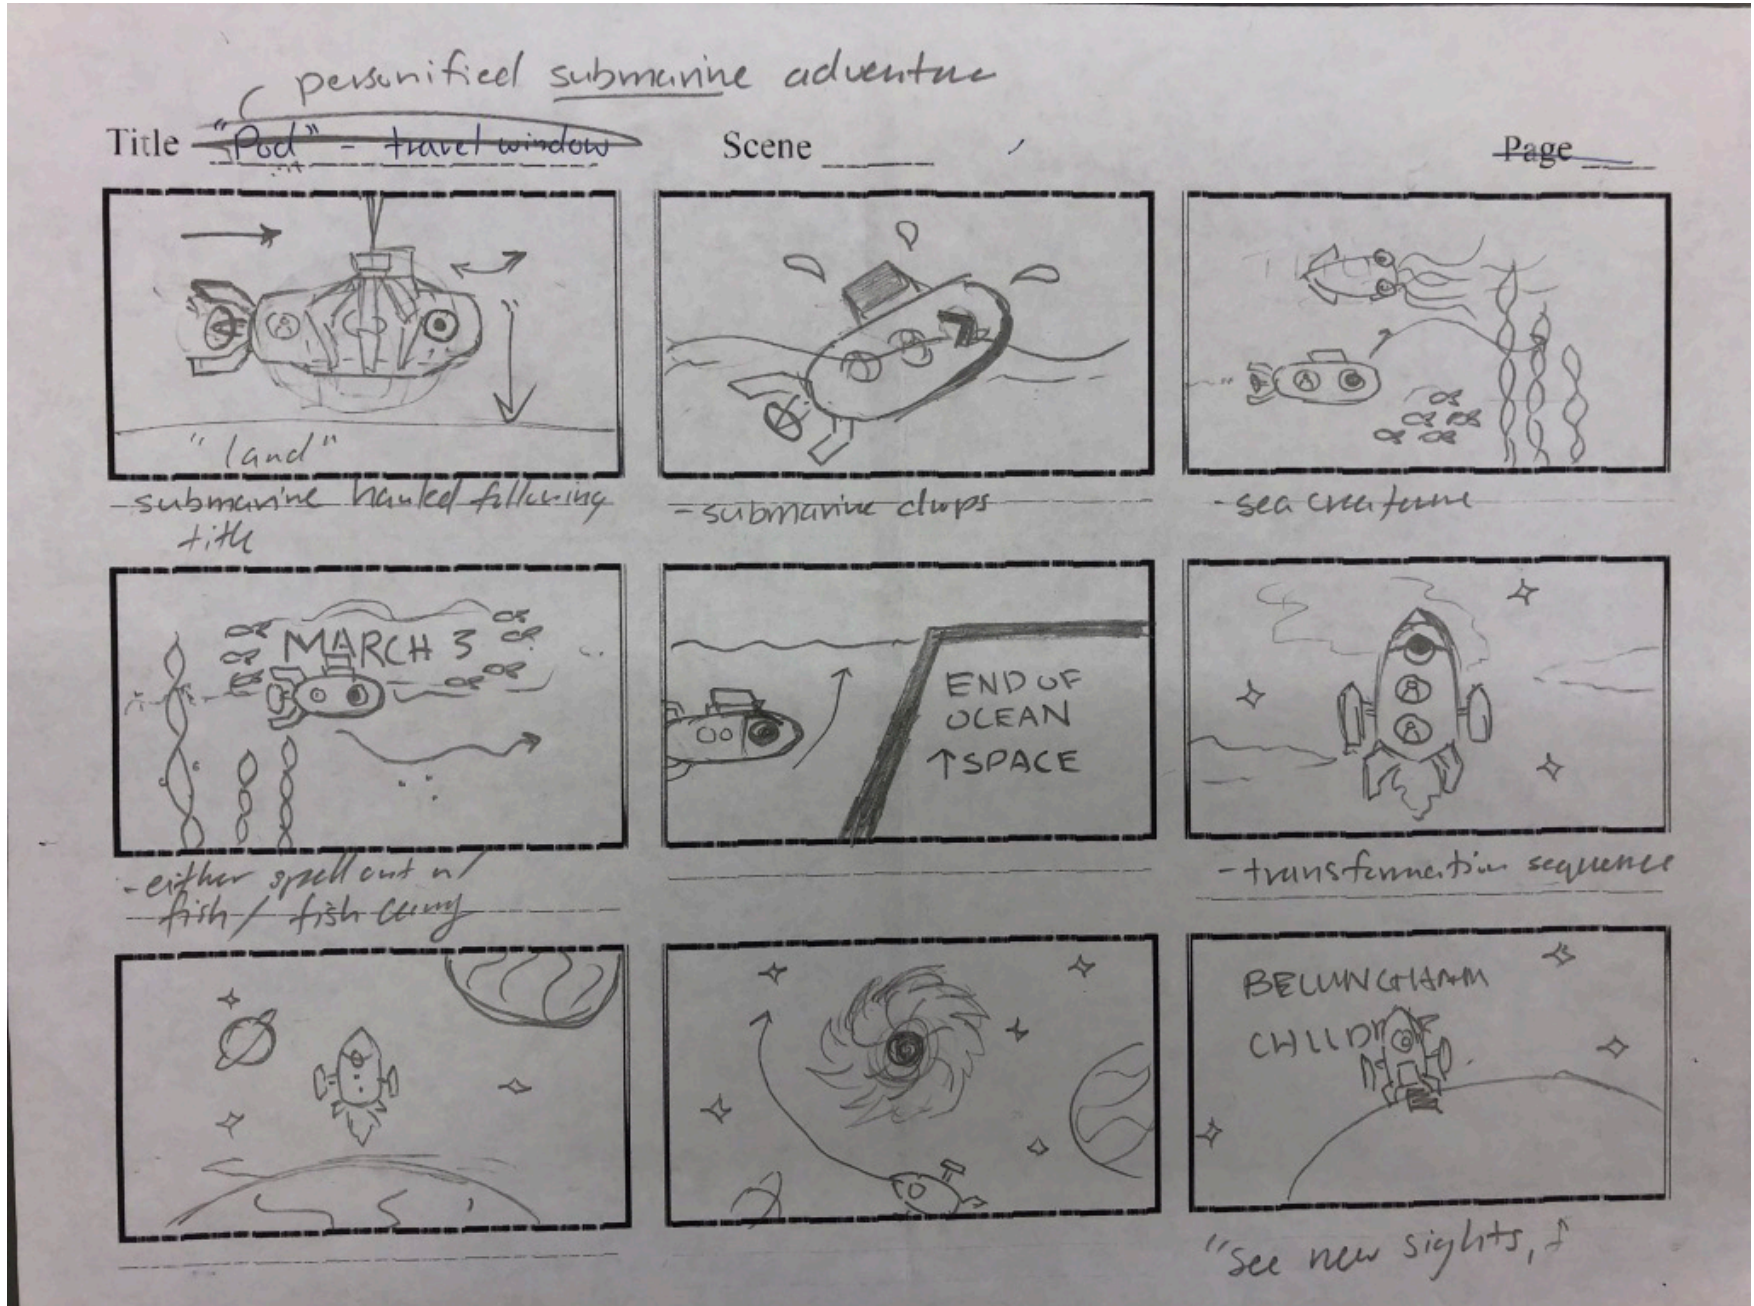 personified submarine adventure
Title "Pod" - travel window Scene Page
"land"
-submarine hauled following
title
-submarine drops
-sea creature
MARCH 3
-either spell out w/
fish / fish
END OF
OCEAN
↑ SPACE
-transformation sequence
BELLINGHAM
CHILDR
"see new sights,